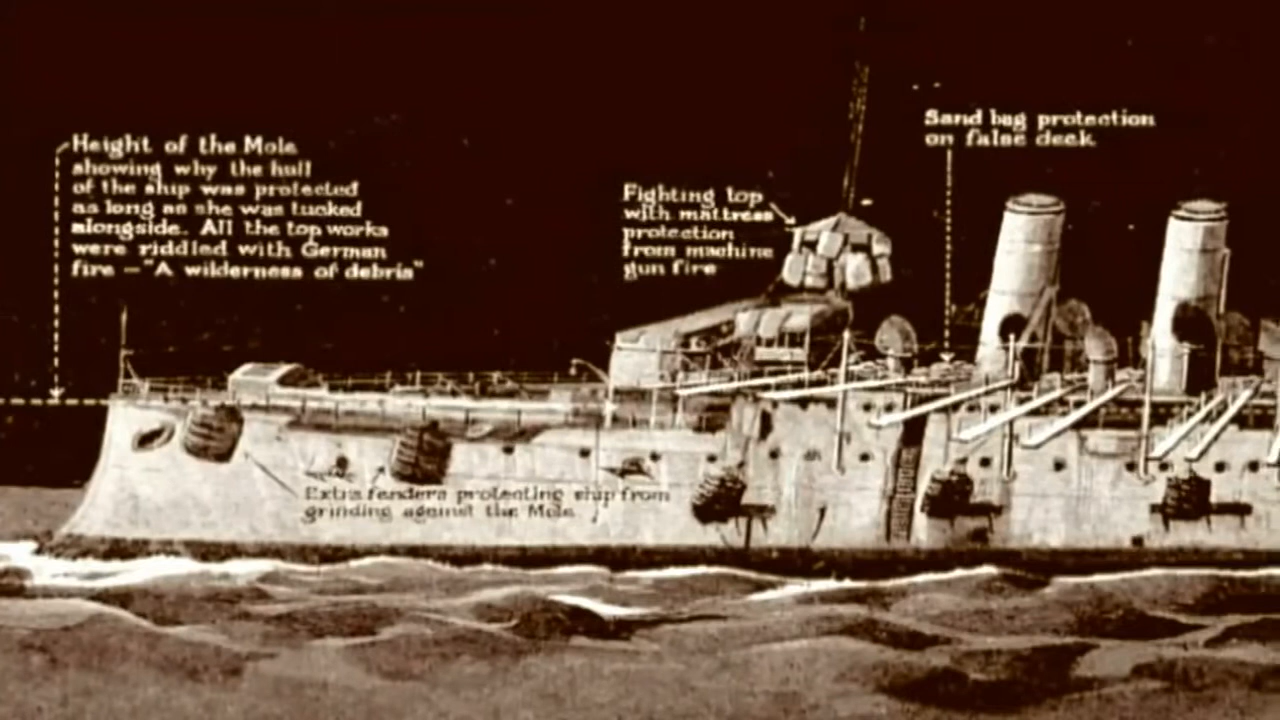 Height of the Mole
showing why the hull
of the ship was protected
as long as she was tucked
alongside. All the top works
were riddled with German
fire – "A wilderness of debris"
Fighting top
with mattress
protection
from machine
gun fire
Sand bag protection
on false deck
Extra fenders protecting ship from
grinding against the Mole